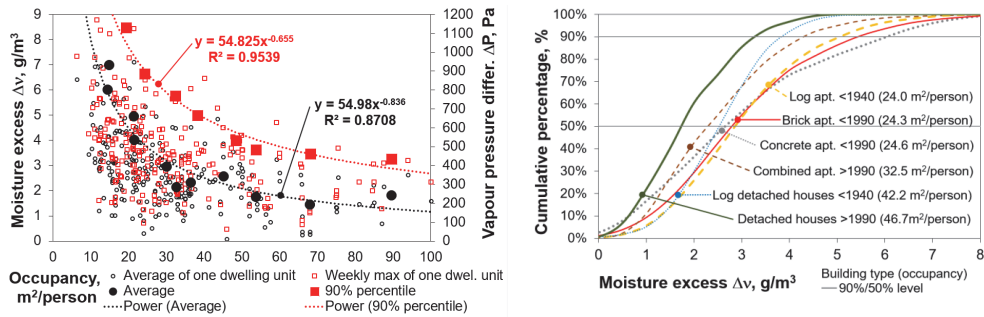 Moisture excess Δν, g/m³
9
8
7
6
5
4
3
2
1
0
1200
1100
1000
900
800
700
600
500
400
300
200
100
0
Vapour pressure differ. ΔP, Pa
y = 54.825x^-0.655
R² = 0.9539
y = 54.98x^-0.836
R² = 0.8708
0 10 20 30 40 50 60 70 80 90 100
Occupancy,
m²/person
Average of one dwelling unit
Weekly max of one dwel. unit
Average
90% percentile
Power (Average)
Power (90% percentile)
Cumulative percentage, %
100%
90%
80%
70%
60%
50%
40%
30%
20%
10%
0%
Log apt. <1940 (24.0 m²/person)
Brick apt. <1990 (24.3 m²/person)
Concrete apt. <1990 (24.6 m²/person)
Combined apt. >1990 (32.5 m²/person)
Log detached houses <1940 (42.2 m²/person)
Detached houses >1990 (46.7m²/person)
0 1 2 3 4 5 6 7 8
Moisture excess Δν, g/m³
Building type (occupancy)
90%/50% level